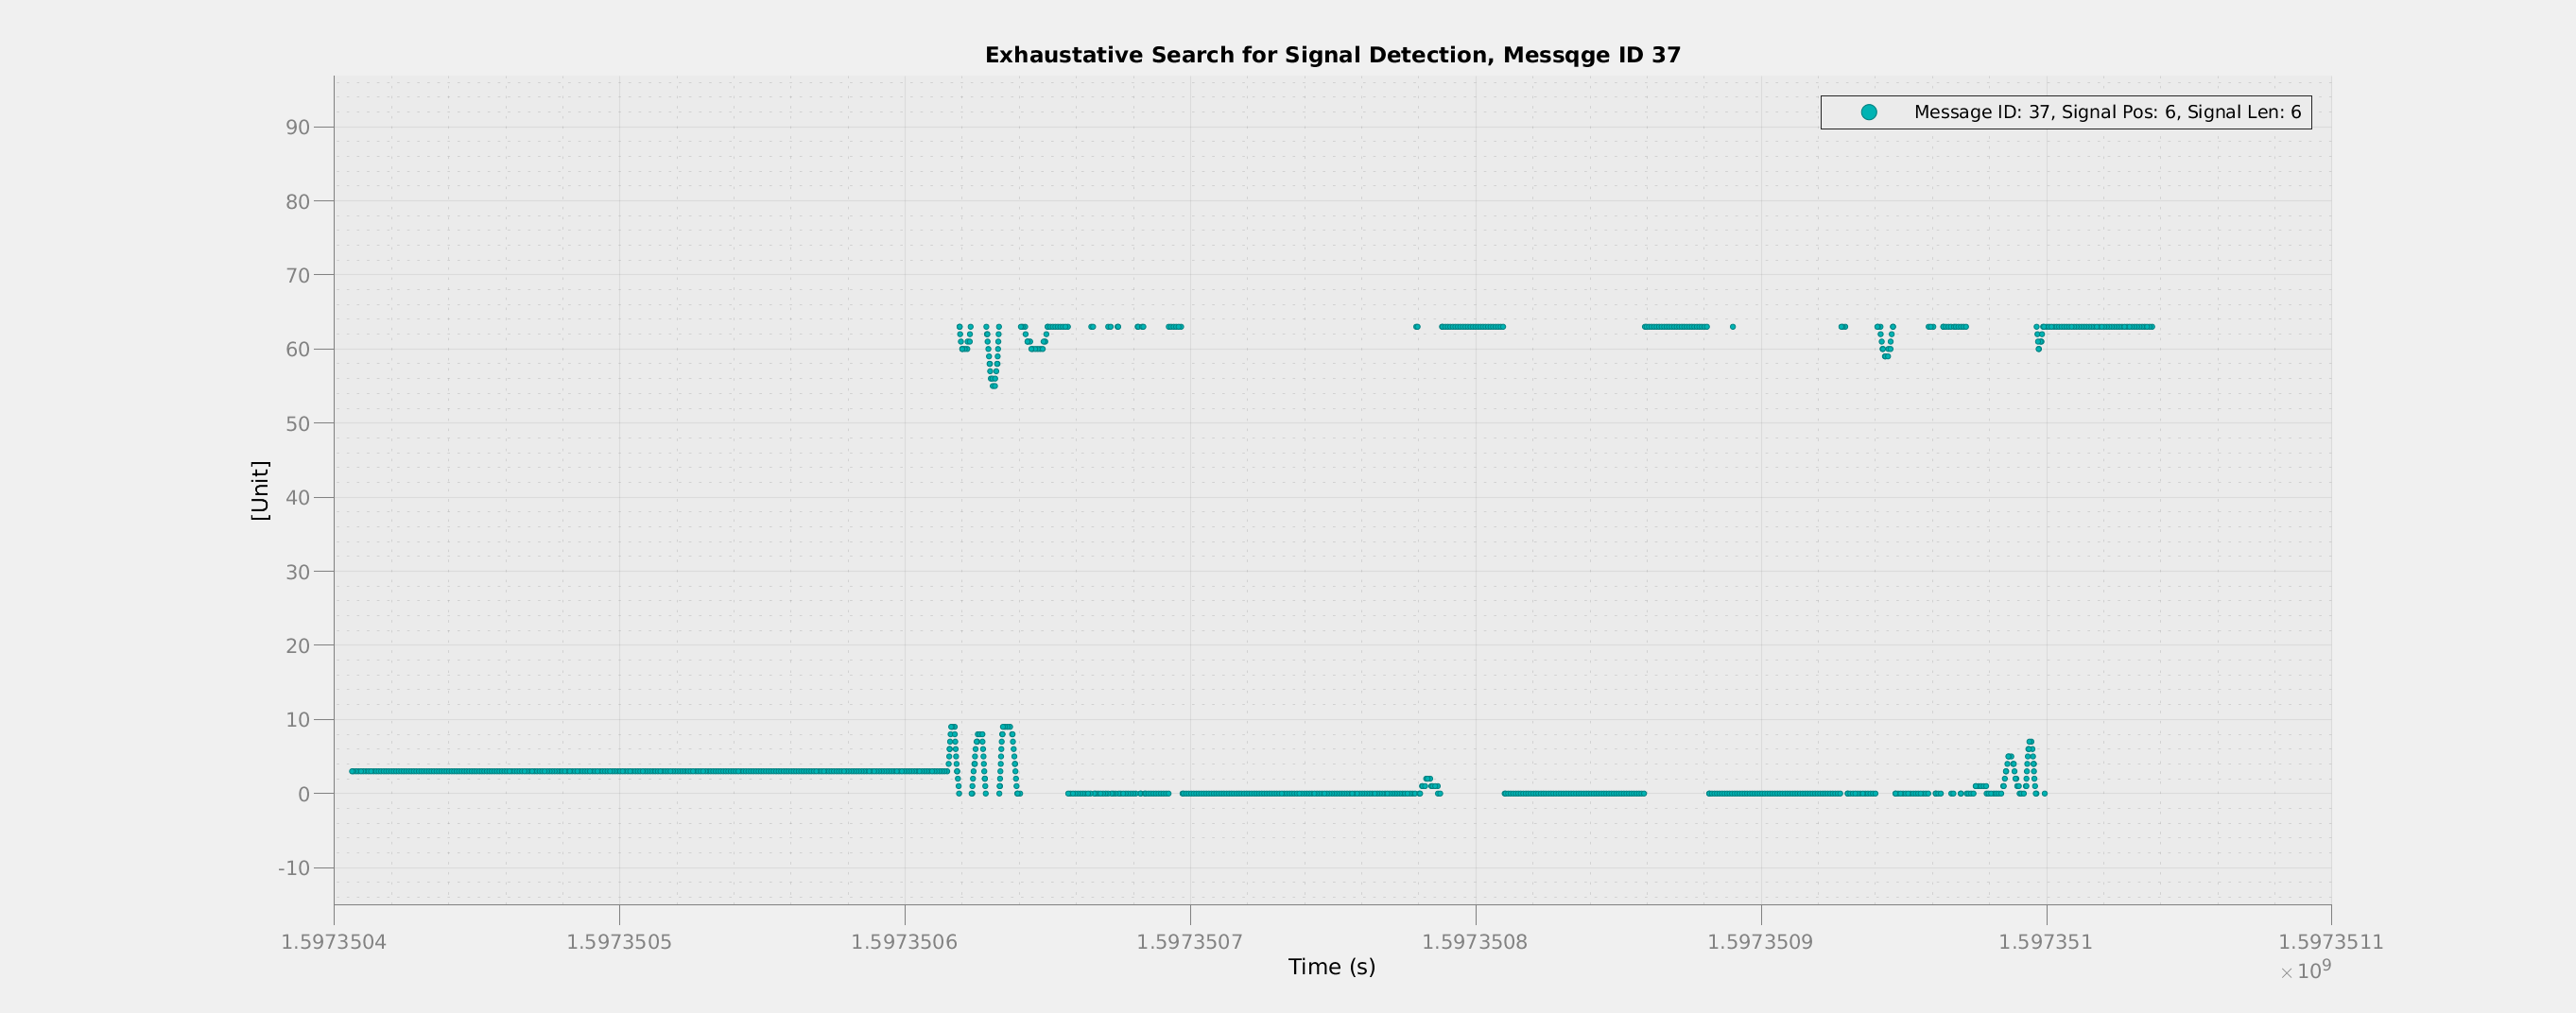 Exhaustative Search for Signal Detection, Messqge ID 37
Message ID: 37, Signal Pos: 6, Signal Len: 6
90
80
70
60
50
40
30
20
10
0
-10
[Unit]
1.5973504 1.5973505 1.5973506 1.5973507 1.5973508 1.5973509 1.597351 1.5973511
Time (s)
×10⁹